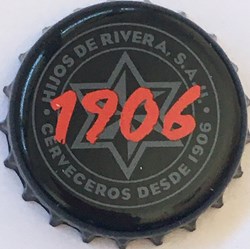 HIJOS DE RIVERA, S.A.U.
1906
CERVECEROS DESDE 1906